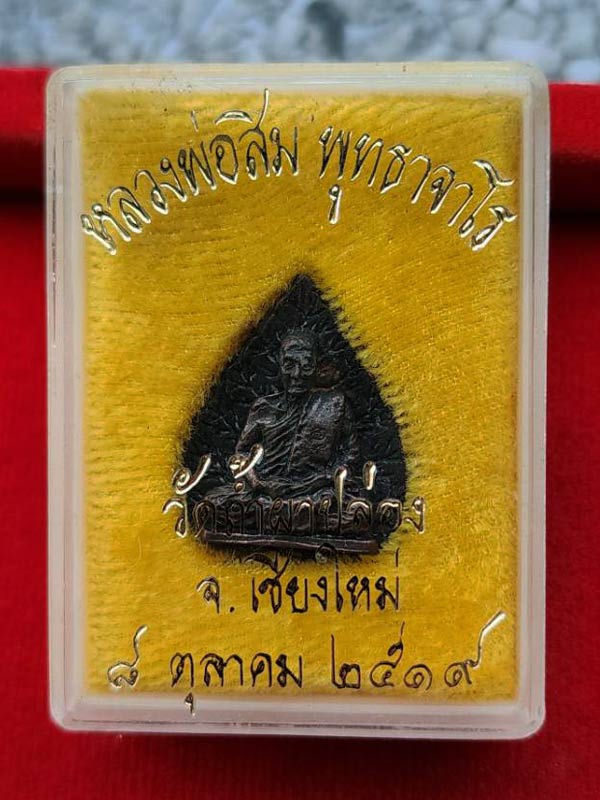 หลวงพ่อสิม พุทธาจาโร
วัดถ้ำผาปล่อง
จ. เชียงใหม่
๘ ตุลาคม ๒๕๑๙